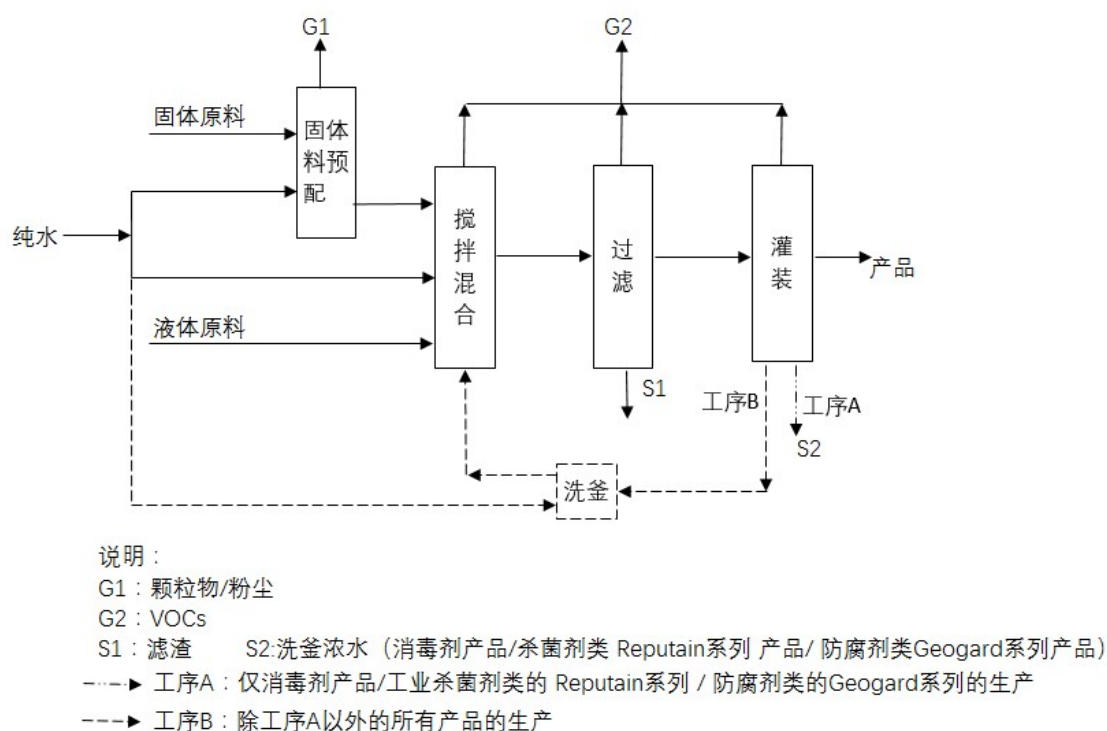 G1
G2
固体原料
固体
料预
配
纯水
液体原料
搅
拌
混
合
过
滤
灌
装
产品
S1
工序B
工序A
S2
洗釜
说明：
G1：颗粒物/粉尘
G2：VOCs
S1：滤渣 S2:洗釜浓水（消毒剂产品/杀菌剂类 Reputain系列 产品/ 防腐剂类Geogard系列产品）
工序A：仅消毒剂产品/工业杀菌剂类的 Reputain系列 / 防腐剂类的Geogard系列的生产
工序B：除工序A以外的所有产品的生产